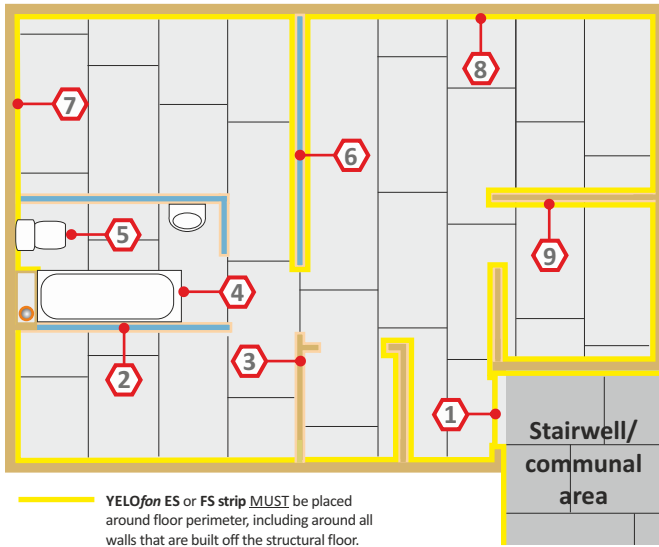 7
8
6
5
9
4
3
2
1
Stairwell/
communal
area
YELOfon ES or FS strip MUST be placed
around floor perimeter, including around all
walls that are built off the structural floor.